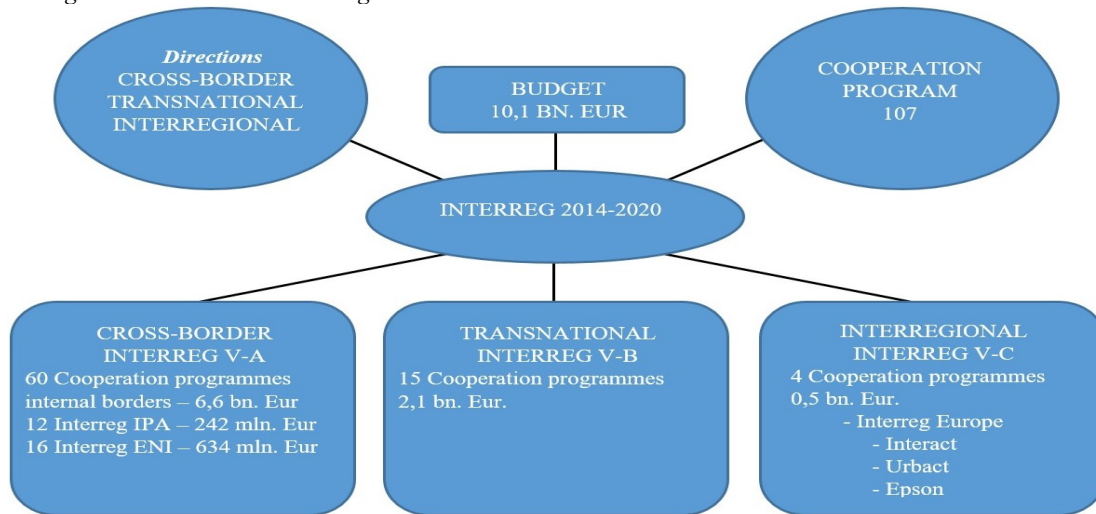 Directions
CROSS-BORDER
TRANSNATIONAL
INTERREGIONAL
BUDGET
10,1 BN. EUR
COOPERATION
PROGRAM
107
INTERREG 2014-2020
CROSS-BORDER
INTERREG V-A
60 Cooperation programmes
internal borders – 6,6 bn. Eur
12 Interreg IPA – 242 mln. Eur
16 Interreg ENI – 634 mln. Eur
TRANSNATIONAL
INTERREG V-B
15 Cooperation programmes
2,1 bn. Eur.
INTERREGIONAL
INTERREG V-C
4 Cooperation programmes
0,5 bn. Eur.
- Interreg Europe
- Interact
- Urbact
- Epson